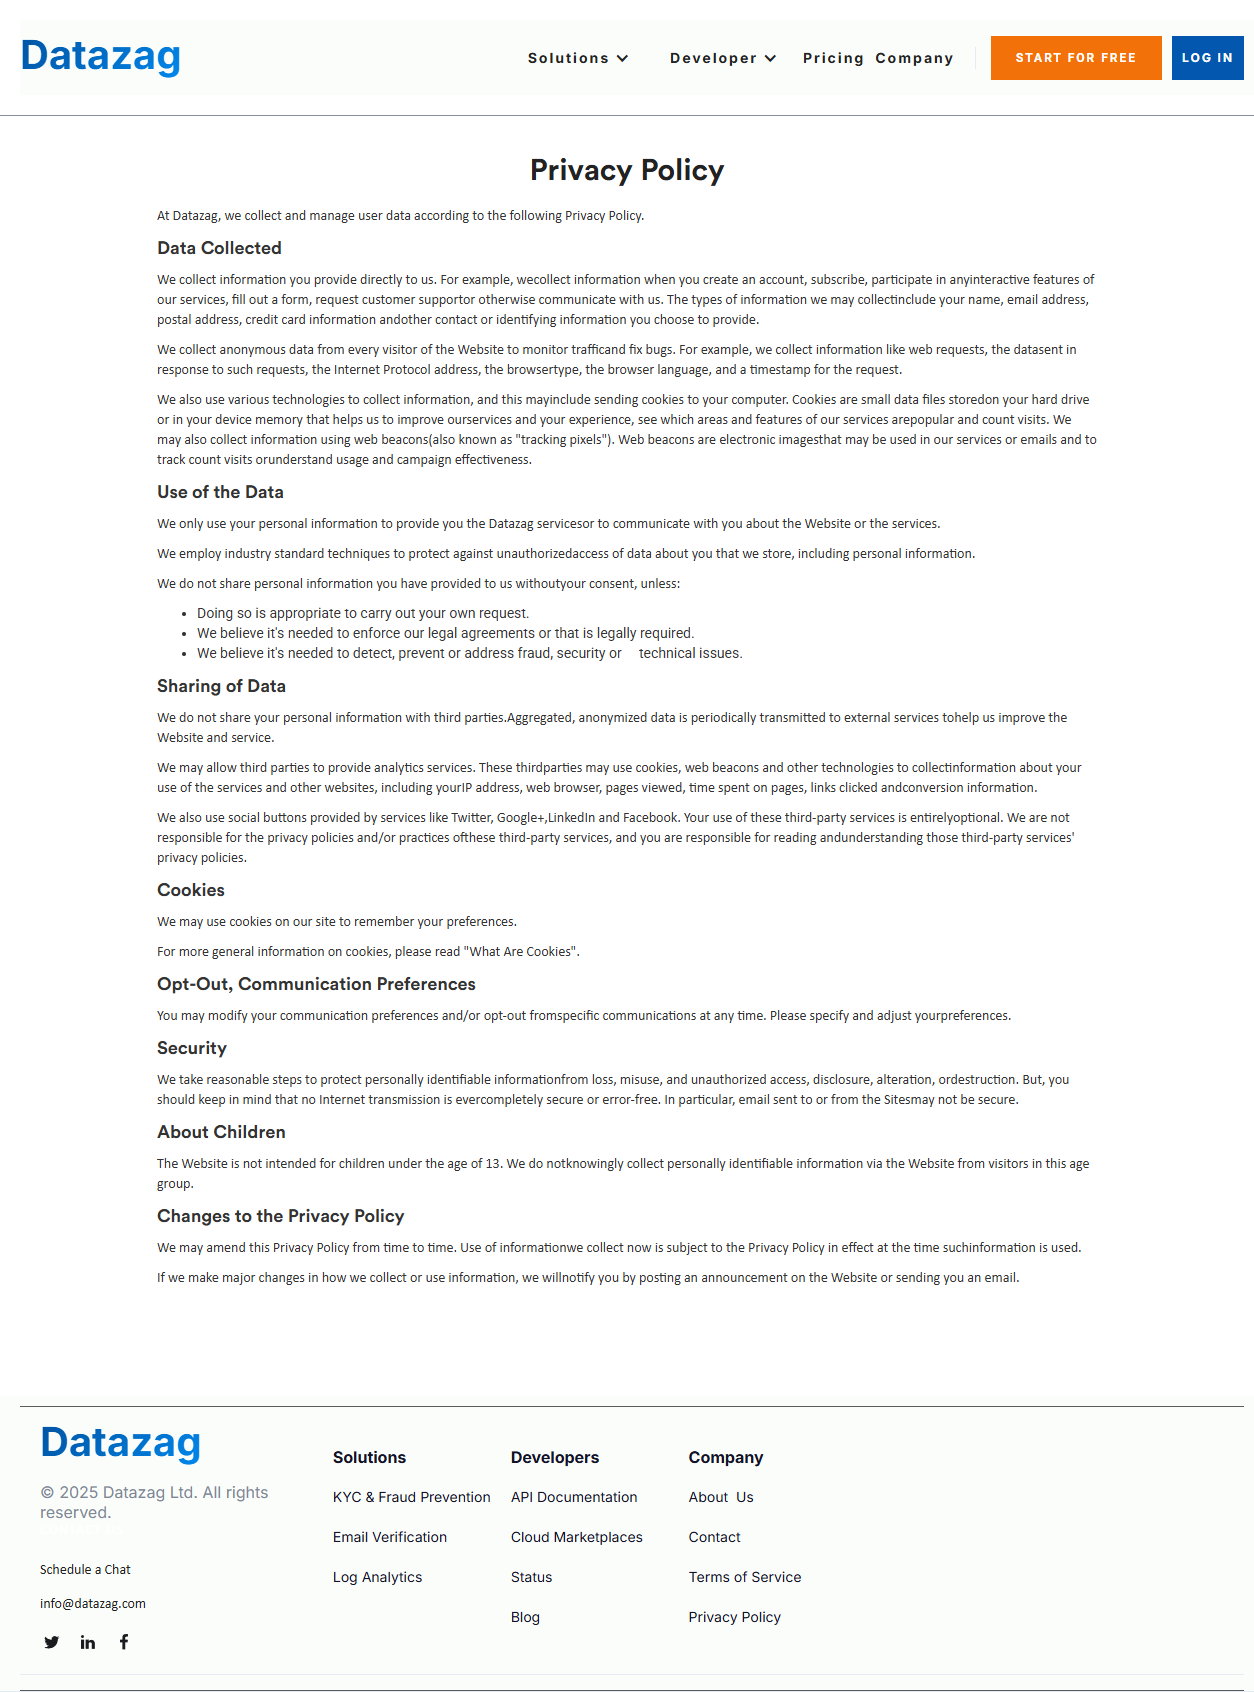 Datazag
Solutions Developer Pricing Company START FOR FREE LOG IN
Privacy Policy
At Datazag, we collect and manage user data according to the following Privacy Policy.
Data Collected
We collect information you provide directly to us. For example, wecollect information when you create an account, subscribe, participate in anyinteractive features of
our services, fill out a form, request customer supportor otherwise communicate with us. The types of information we may collectinclude your name, email address,
postal address, credit card information andother contact or identifying information you choose to provide.
We collect anonymous data from every visitor of the Website to monitor trafficand fix bugs. For example, we collect information like web requests, the datasent in
response to such requests, the Internet Protocol address, the browsertype, the browser language, and a timestamp for the request.
We also use various technologies to collect information, and this mayinclude sending cookies to your computer. Cookies are small data files storedon your hard drive
or in your device memory that helps us to improve ourservices and your experience, see which areas and features of our services arepopular and count visits. We
may also collect information using web beacons(also known as "tracking pixels"). Web beacons are electronic imagesthat may be used in our services or emails and to
track count visits orunderstand usage and campaign effectiveness.
Use of the Data
We only use your personal information to provide you the Datazag servicesor to communicate with you about the Website or the services.
We employ industry standard techniques to protect against unauthorizedaccess of data about you that we store, including personal information.
We do not share personal information you have provided to us withoutyour consent, unless:
• Doing so is appropriate to carry out your own request.
• We believe it's needed to enforce our legal agreements or that is legally required.
• We believe it's needed to detect, prevent or address fraud, security or technical issues.
Sharing of Data
We do not share your personal information with third parties.Aggregated, anonymized data is periodically transmitted to external services tohelp us improve the
Website and service.
We may allow third parties to provide analytics services. These thirdparties may use cookies, web beacons and other technologies to collectinformation about your
use of the services and other websites, including yourIP address, web browser, pages viewed, time spent on pages, links clicked andconversion information.
We also use social buttons provided by services like Twitter, Google+,LinkedIn and Facebook. Your use of these third-party services is entirelyoptional. We are not
responsible for the privacy policies and/or practices ofthese third-party services, and you are responsible for reading andunderstanding those third-party services'
privacy policies.
Cookies
We may use cookies on our site to remember your preferences.
For more general information on cookies, please read "What Are Cookies".
Opt-Out, Communication Preferences
You may modify your communication preferences and/or opt-out fromspecific communications at any time. Please specify and adjust yourpreferences.
Security
We take reasonable steps to protect personally identifiable informationfrom loss, misuse, and unauthorized access, disclosure, alteration, ordestruction. But, you
should keep in mind that no Internet transmission is evercompletely secure or error-free. In particular, email sent to or from the Sitesmay not be secure.
About Children
The Website is not intended for children under the age of 13. We do notknowingly collect personally identifiable information via the Website from visitors in this age
group.
Changes to the Privacy Policy
We may amend this Privacy Policy from time to time. Use of informationwe collect now is subject to the Privacy Policy in effect at the time suchinformation is used.
If we make major changes in how we collect or use information, we willnotify you by posting an announcement on the Website or sending you an email.
Datazag
© 2025 Datazag Ltd. All rights
reserved.
Schedule a Chat
info@datazag.com
Solutions
KYC & Fraud Prevention
Email Verification
Log Analytics
Developers
API Documentation
Cloud Marketplaces
Status
Blog
Company
About Us
Contact
Terms of Service
Privacy Policy